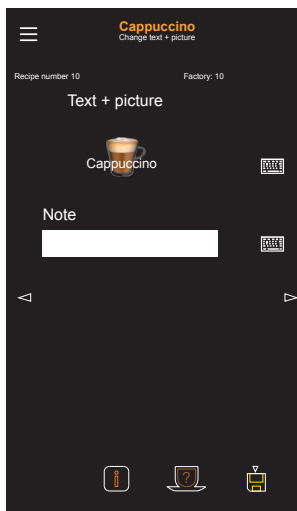 Cappuccino
Change text + picture
Recipe number 10 Factory: 10
Text + picture
Cappuccino
Note
i ?